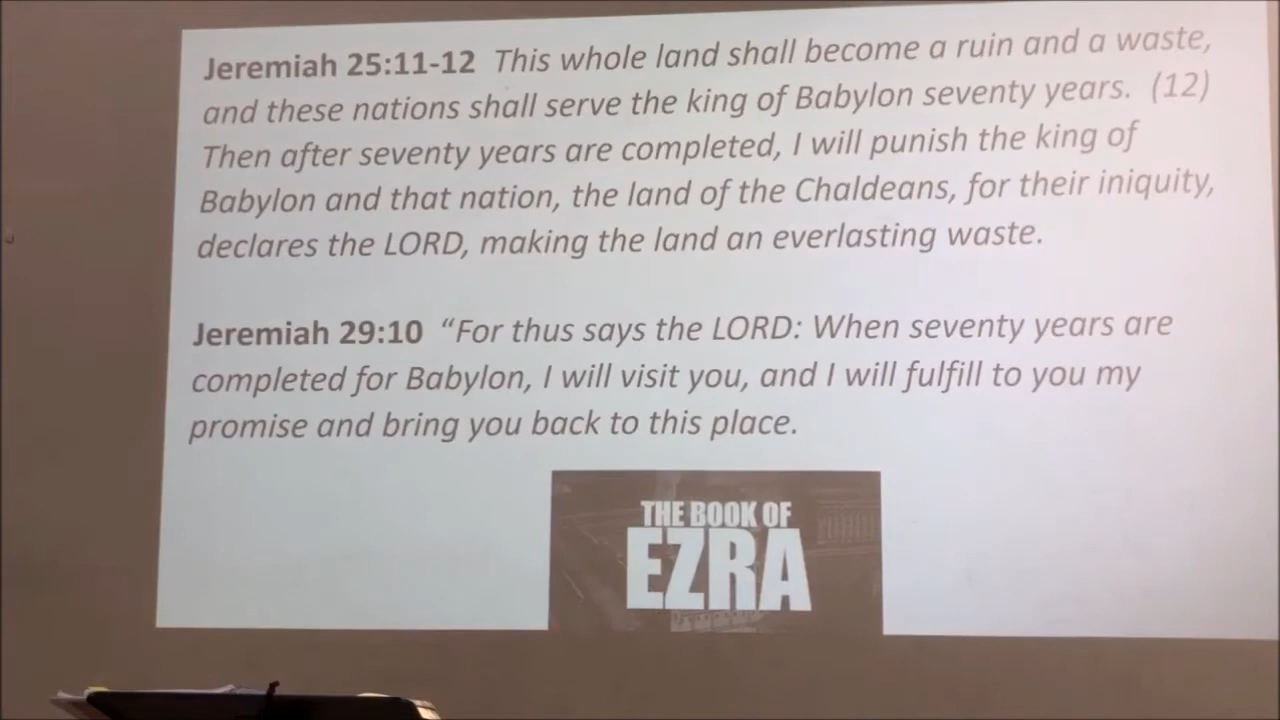 Jeremiah 25:11-12 This whole land shall become a ruin and a waste,
and these nations shall serve the king of Babylon seventy years. (12)
Then after seventy years are completed, I will punish the king of
Babylon and that nation, the land of the Chaldeans, for their iniquity,
declares the LORD, making the land an everlasting waste.
Jeremiah 29:10 “For thus says the LORD: When seventy years are
completed for Babylon, I will visit you, and I will fulfill to you my
promise and bring you back to this place.
THE BOOK OF
EZRA